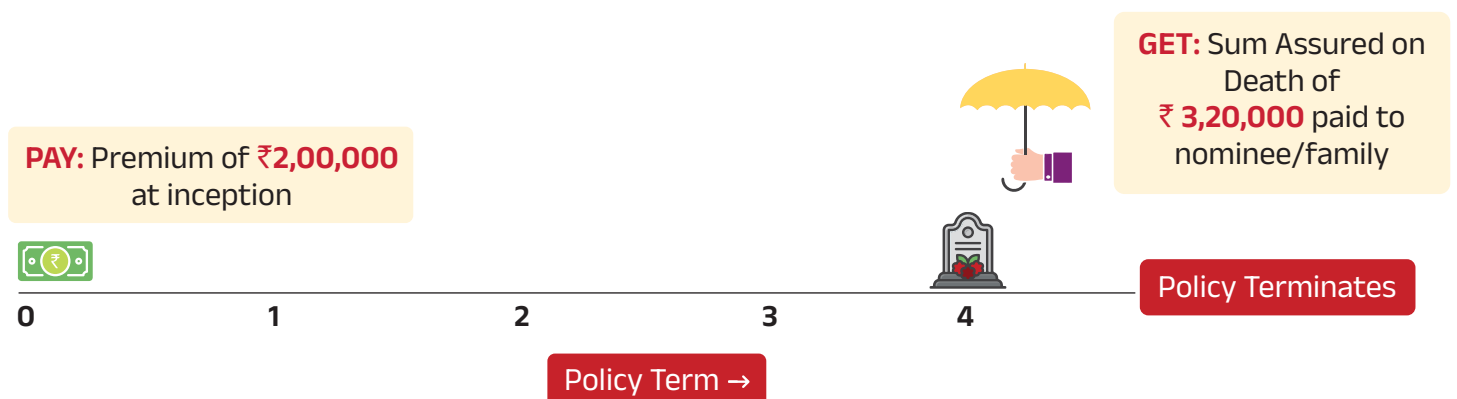 PAY: Premium of ₹2,00,000
at inception
GET: Sum Assured on
Death of
₹ 3,20,000 paid to
nominee/family
₹
0 1 2 3 4
Policy Terminates
Policy Term →